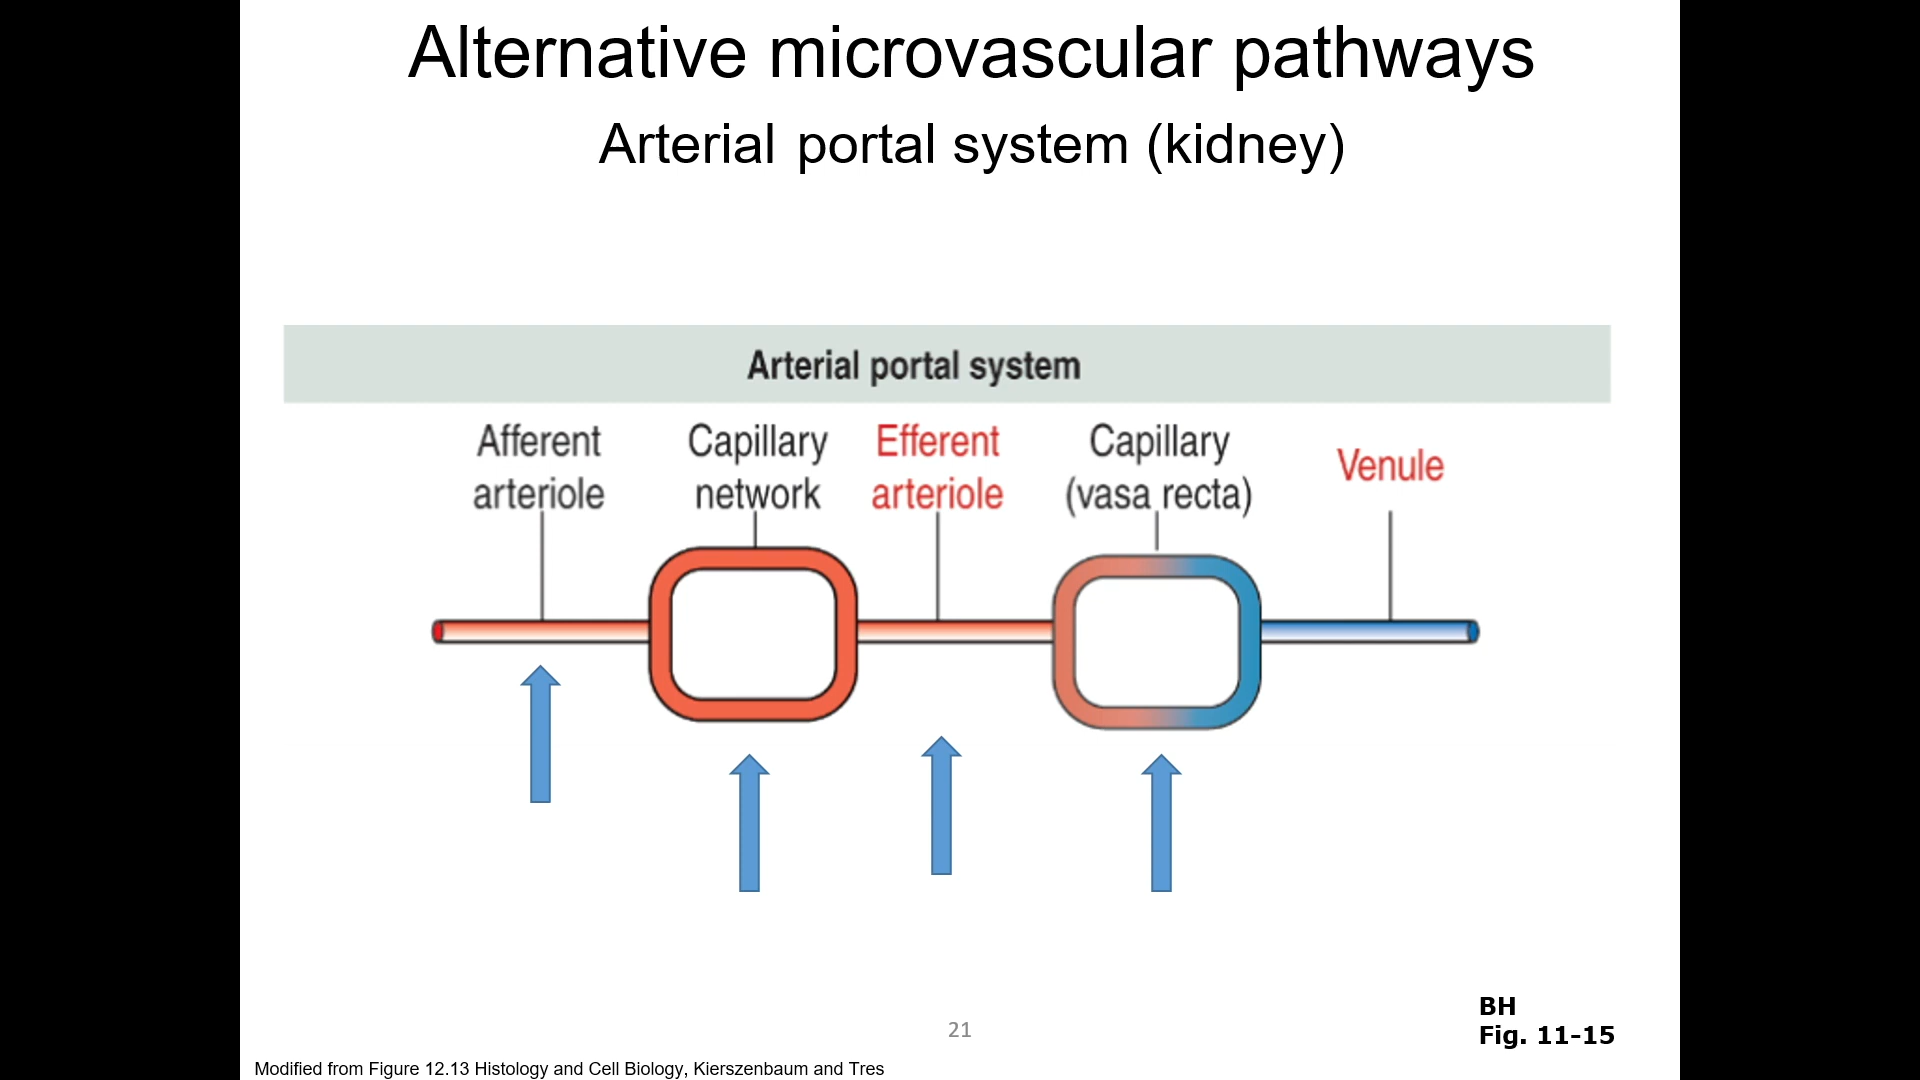 Alternative microvascular pathways
Arterial portal system (kidney)
Arterial portal system
Afferent
arteriole
Capillary
network
Efferent
arteriole
Capillary
(vasa recta)
Venule
21
BH
Fig. 11-15
Modified from Figure 12.13 Histology and Cell Biology, Kierszenbaum and Tres